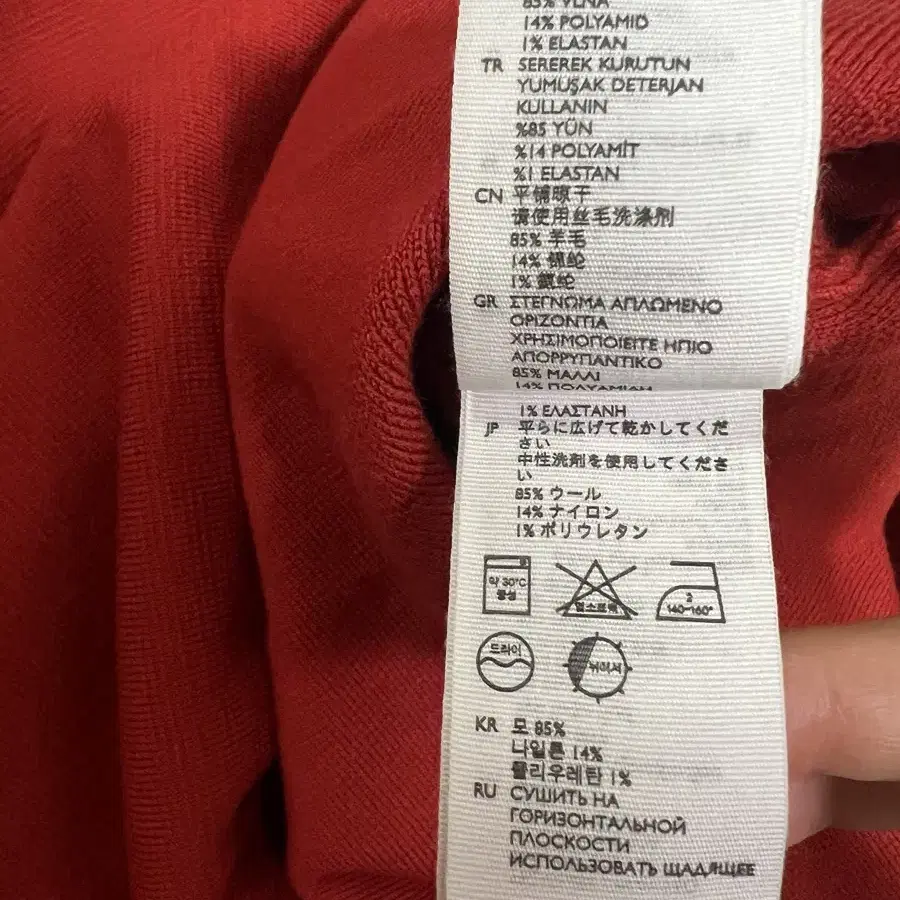 85% VLNA
14% POLYAMID
1% ELASTAN
TR SEREREK KURUTUN
YUMUŞAK DETERJAN
KULLANIN
%85 YÜN
%14 POLYAMİT
%1 ELASTAN
CN 平铺晾干
请使用丝毛洗涤剂
85% 羊毛
14% 锦纶
1% 氨纶
GR ΣΤΕΓΝΩΜΑ ΑΠΛΩΜΕΝΟ
ΟΡΙΖΟΝΤΙΑ
ΧΡΗΣΙΜΟΠΟΙΕΙΤΕ ΗΠΙΟ
ΑΠΟΡΡΥΠΑΝΤΙΚΟ
85% ΜΑΛΛΙ
14% ΠΟΛΥΑΜΙΔΗ
1% ΕΛΑΣΤΑΝΗ
JP 平らに広げて乾かしてくだ
さい
中性洗剤を使用してくださ
い
85% ウール
14% ナイロン
1% ポリウレタン
약 30°C
중성
염소표백
2
140-160°
드라이
뉘어서
KR 모 85%
나일론 14%
폴리우레탄 1%
RU СУШИТЬ НА
ГОРИЗОНТАЛЬНОЙ
ПЛОСКОСТИ
ИСПОЛЬЗОВАТЬ ЩАДЯЩЕЕ